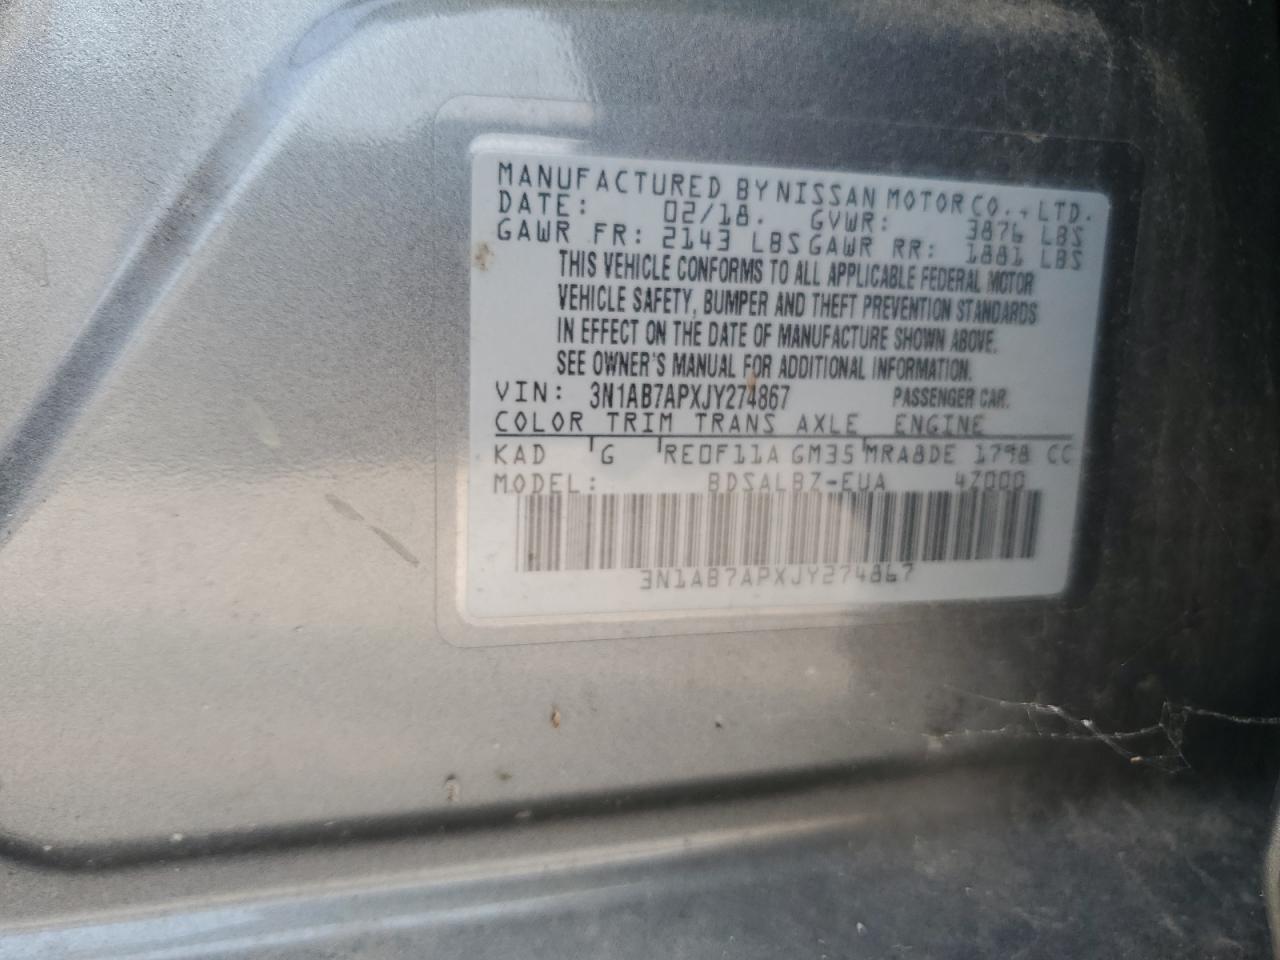 MANUFACTURED BY NISSAN MOTOR CO., LTD.
DATE: 02/18. GVWR: 3876 LBS
GAWR FR: 2143 LBS GAWR RR: 1881 LBS
THIS VEHICLE CONFORMS TO ALL APPLICABLE FEDERAL MOTOR
VEHICLE SAFETY, BUMPER AND THEFT PREVENTION STANDARDS
IN EFFECT ON THE DATE OF MANUFACTURE SHOWN ABOVE.
SEE OWNER'S MANUAL FOR ADDITIONAL INFORMATION.
VIN: 3N1AB7APXJY274867 PASSENGER CAR.
COLOR TRIM TRANS AXLE ENGINE
KAD G RE0F11A GM35 MRA8DE 1798 CC
MODEL: BDSALBZ-EUA 47000
3N1AB7APXJY274867